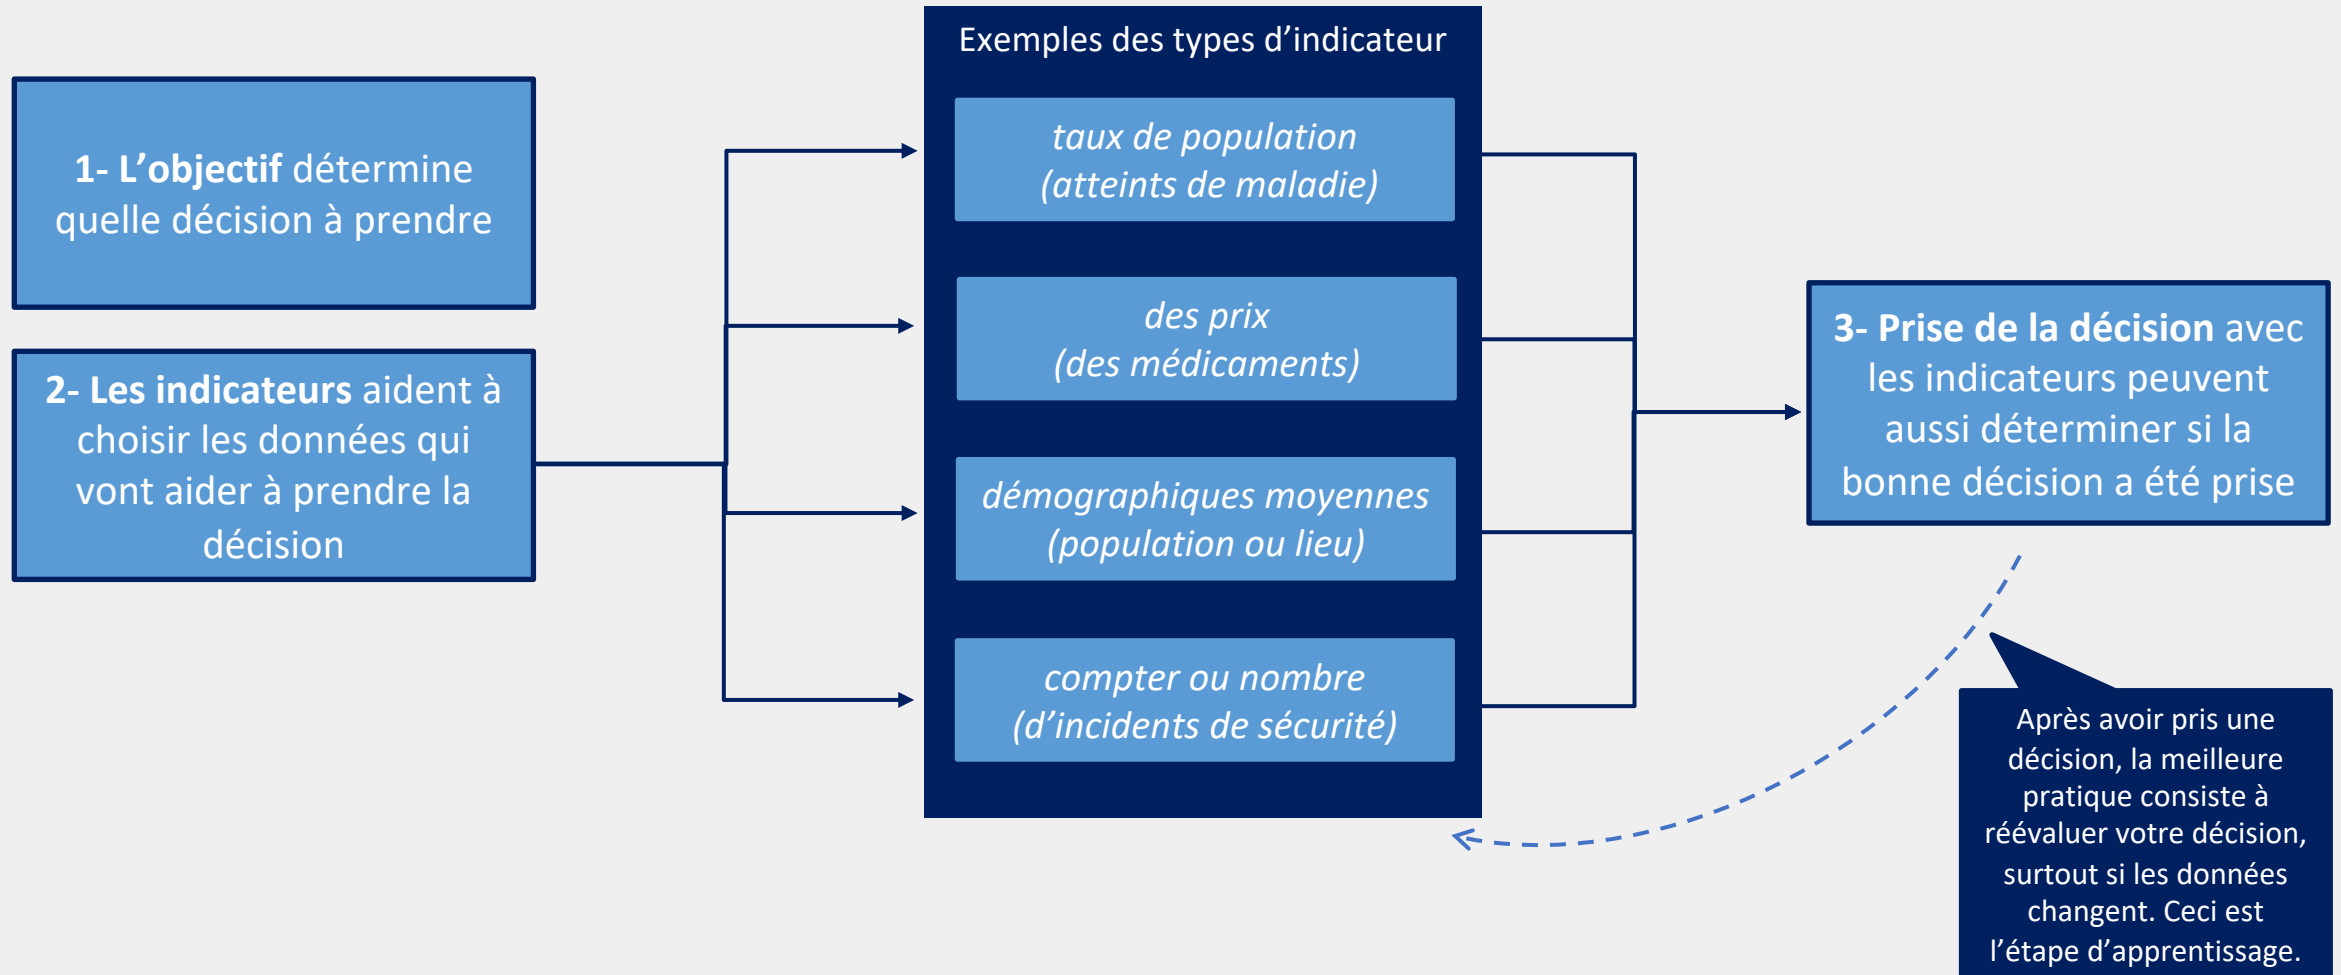 1- L’objectif détermine
quelle décision à prendre
2- Les indicateurs aident à
choisir les données qui
vont aider à prendre la
décision
Exemples des types d’indicateur
taux de population
(atteints de maladie)
des prix
(des médicaments)
démographiques moyennes
(population ou lieu)
compter ou nombre
(d’incidents de sécurité)
3- Prise de la décision avec
les indicateurs peuvent
aussi déterminer si la
bonne décision a été prise
Après avoir pris une
décision, la meilleure
pratique consiste à
réévaluer votre décision,
surtout si les données
changent. Ceci est
l’étape d’apprentissage.